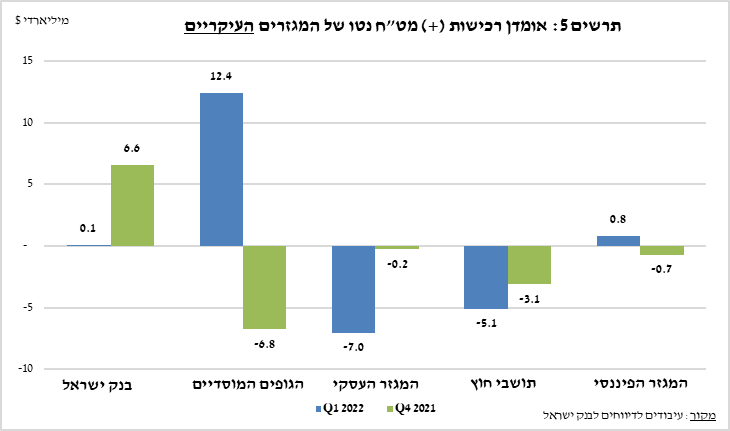 תרשים 5: אומדן רכישות (+) מט"ח נטו של המגזרים העיקריים
מיליארדי $
15
10
5
-
-5
-10
0.1
6.6
12.4
-6.8
-7.0
-0.2
-5.1
-3.1
0.8
-0.7
בנק ישראל
הגופים המוסדיים
המגזר העסקי
תושבי חוץ
המגזר הפיננסי
Q1 2022
Q4 2021
מקור: עיבודים לדיווחים לבנק ישראל